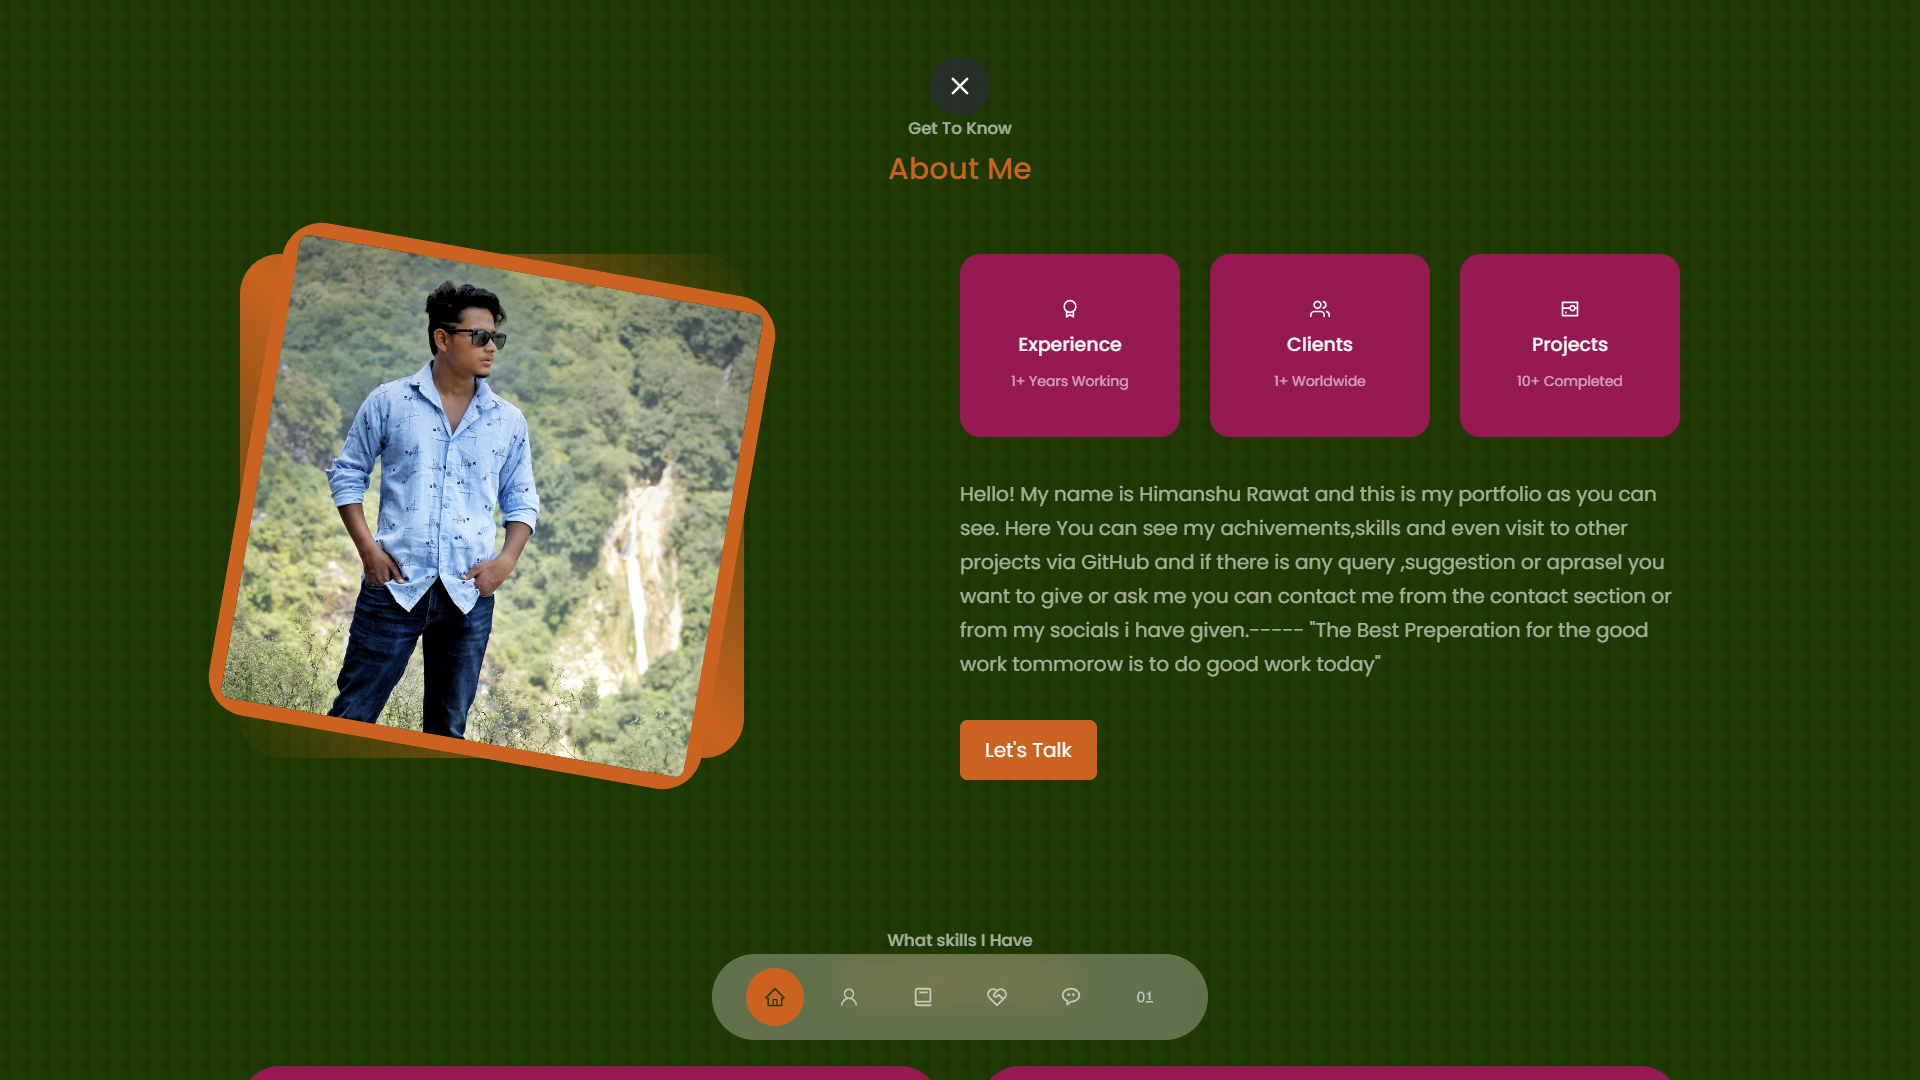 Get To Know
About Me
Experience
1+ Years Working
Clients
1+ Worldwide
Projects
10+ Completed
Hello! My name is Himanshu Rawat and this is my portfolio as you can
see. Here You can see my achivements,skills and even visit to other
projects via GitHub and if there is any query ,suggestion or aprasel you
want to give or ask me you can contact me from the contact section or
from my socials i have given.----- "The Best Preperation for the good
work tommorow is to do good work today"
Let's Talk
What skills I Have
01